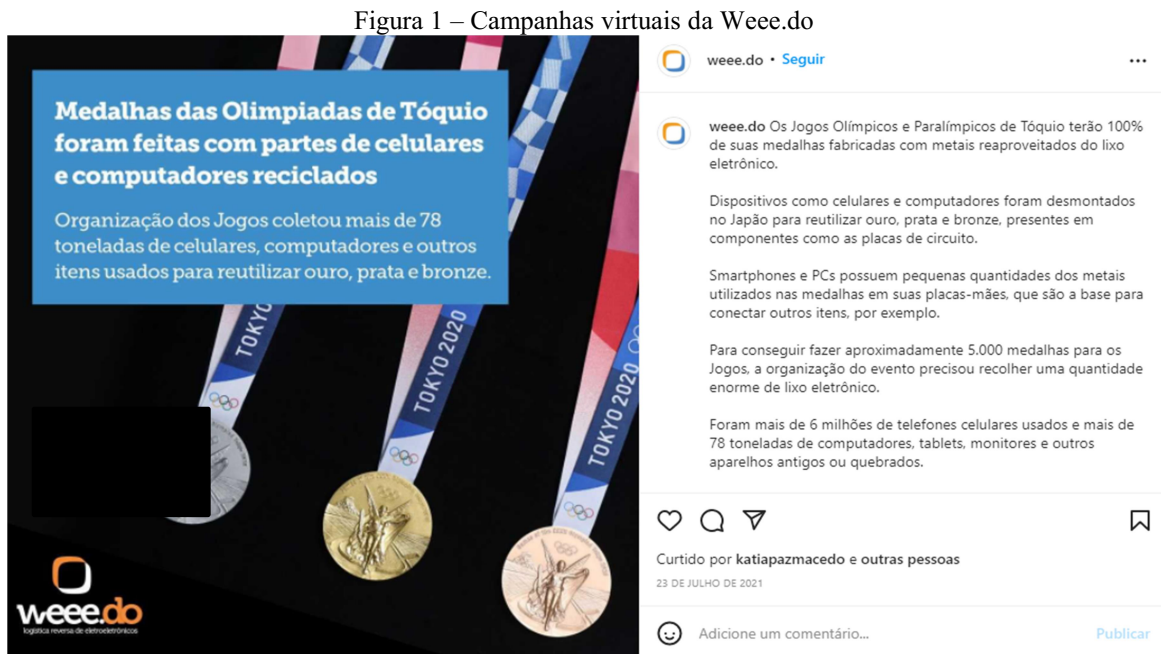 Figura 1 – Campanhas virtuais da Weee.do
Medalhas das Olimpiadas de Tóquio
foram feitas com partes de celulares
e computadores reciclados
Organização dos Jogos coletou mais de 78
toneladas de celulares, computadores e outros
itens usados para reutilizar ouro, prata e bronze.
TOKYO
TOKYO 2020
TOKYO 2020
weee.do
logística reversa de eletroeletrônicos
weee.do • Seguir
weee.do Os Jogos Olímpicos e Paralímpicos de Tóquio terão 100%
de suas medalhas fabricadas com metais reaproveitados do lixo
eletrônico.
Dispositivos como celulares e computadores foram desmontados
no Japão para reutilizar ouro, prata e bronze, presentes em
componentes como as placas de circuito.
Smartphones e PCs possuem pequenas quantidades dos metais
utilizados nas medalhas em suas placas-mães, que são a base para
conectar outros itens, por exemplo.
Para conseguir fazer aproximadamente 5.000 medalhas para os
Jogos, a organização do evento precisou recolher uma quantidade
enorme de lixo eletrônico.
Foram mais de 6 milhões de telefones celulares usados e mais de
78 toneladas de computadores, tablets, monitores e outros
aparelhos antigos ou quebrados.
Curtido por katiapazmacedo e outras pessoas
23 DE JULHO DE 2021
Adicione um comentário...
Publicar